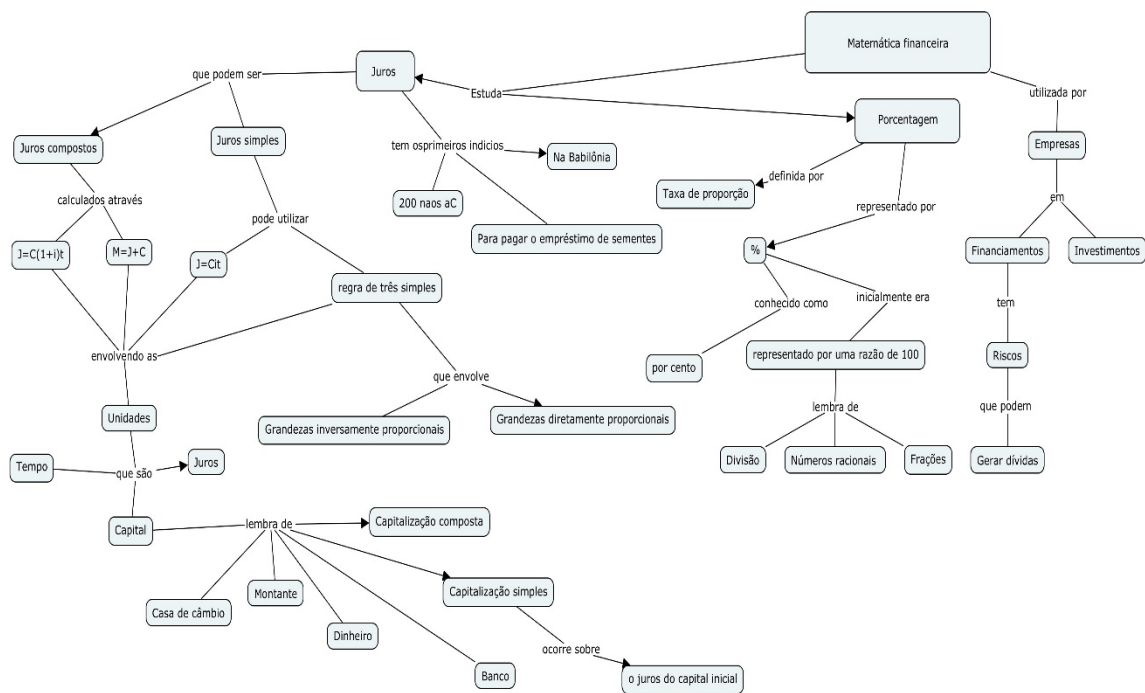 Matemática financeira
que podem ser
Juros
Estuda
utilizada por
Juros compostos
Juros simples
tem osprimeiros indicios
Na Babilônia
Porcentagem
Empresas
definida por
Taxa de proporção
calculados através
200 naos aC
representado por
em
pode utilizar
Para pagar o empréstimo de sementes
J=C(1+i)t
M=J+C
J=Cit
%
Financiamentos
Investimentos
regra de três simples
conhecido como
inicialmente era
tem
envolvendo as
por cento
representado por uma razão de 100
Riscos
que envolve
que podem
Unidades
Grandezas inversamente proporcionais
Grandezas diretamente proporcionais
lembra de
Divisão
Números racionais
Frações
Gerar dívidas
Tempo
que são
Juros
Capital
lembra de
Capitalização composta
Casa de câmbio
Montante
Capitalização simples
Dinheiro
ocorre sobre
Banco
o juros do capital inicial